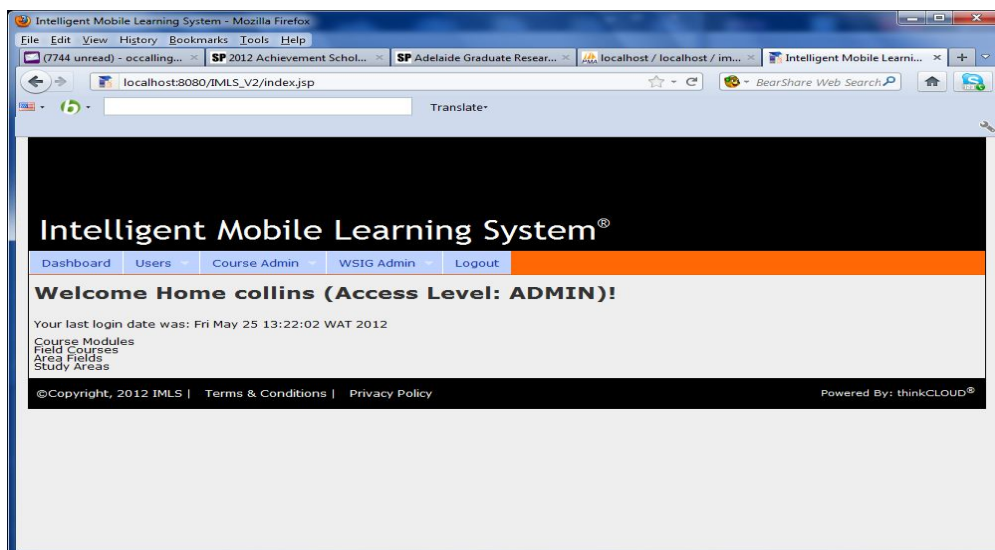 Intelligent Mobile Learning System - Mozilla Firefox
File Edit View History Bookmarks Tools Help
(7744 unread) - occalling... SP 2012 Achievement Schol... SP Adelaide Graduate Resear... localhost / localhost / im... Intelligent Mobile Learni...
localhost:8080/IMLS_V2/index.jsp BearShare Web Search
Translate
Intelligent Mobile Learning System®
Dashboard Users Course Admin WSIG Admin Logout
Welcome Home collins (Access Level: ADMIN)!
Your last login date was: Fri May 25 13:22:02 WAT 2012
Course Modules
Field Courses
Area Fields
Study Areas
©Copyright, 2012 IMLS | Terms & Conditions | Privacy Policy Powered By: thinkCLOUD®